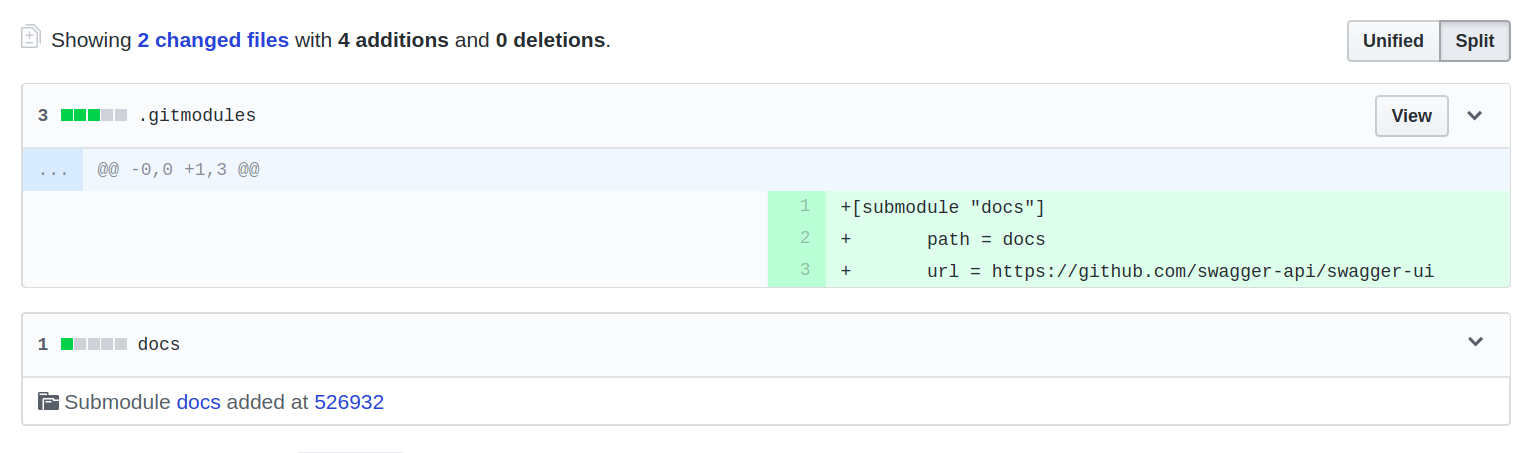 Showing 2 changed files with 4 additions and 0 deletions.
Unified Split
3 .gitmodules
View
... @@ -0,0 +1,3 @@
1 +[submodule "docs"]
2 + path = docs
3 + url = https://github.com/swagger-api/swagger-ui
1 docs
Submodule docs added at 526932